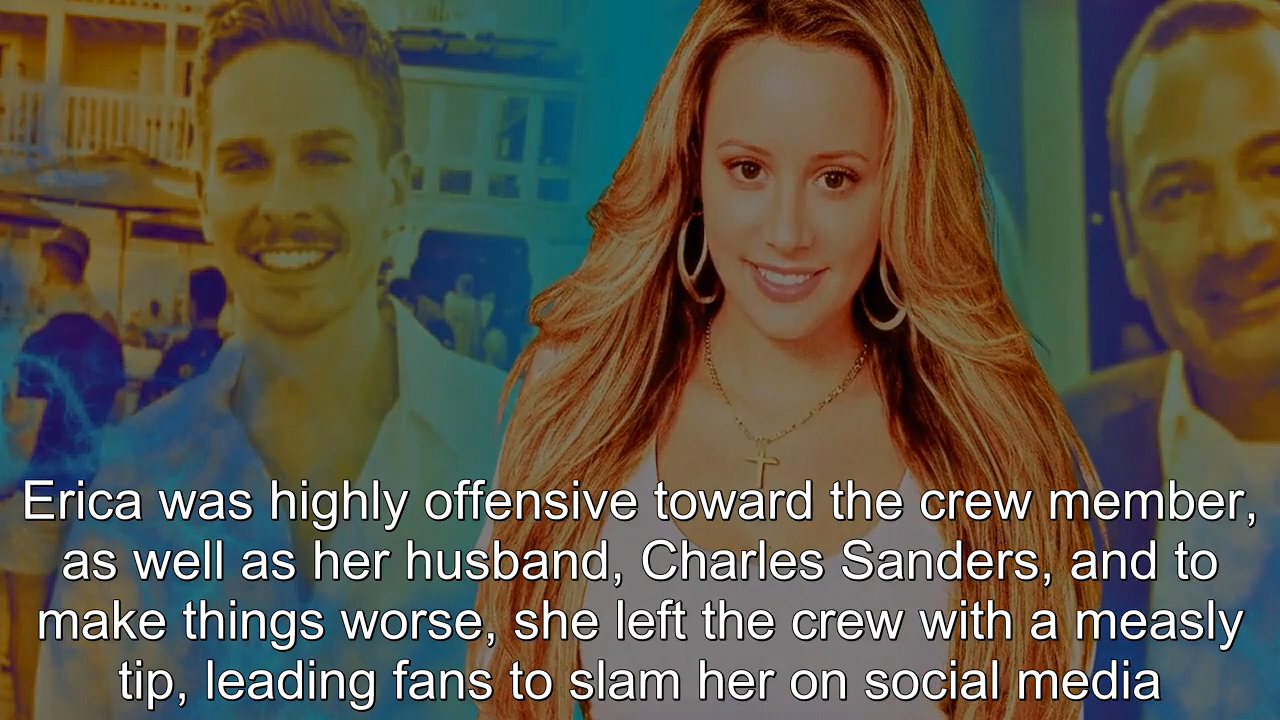 Erica was highly offensive toward the crew member,
as well as her husband, Charles Sanders, and to
make things worse, she left the crew with a measly
tip, leading fans to slam her on social media